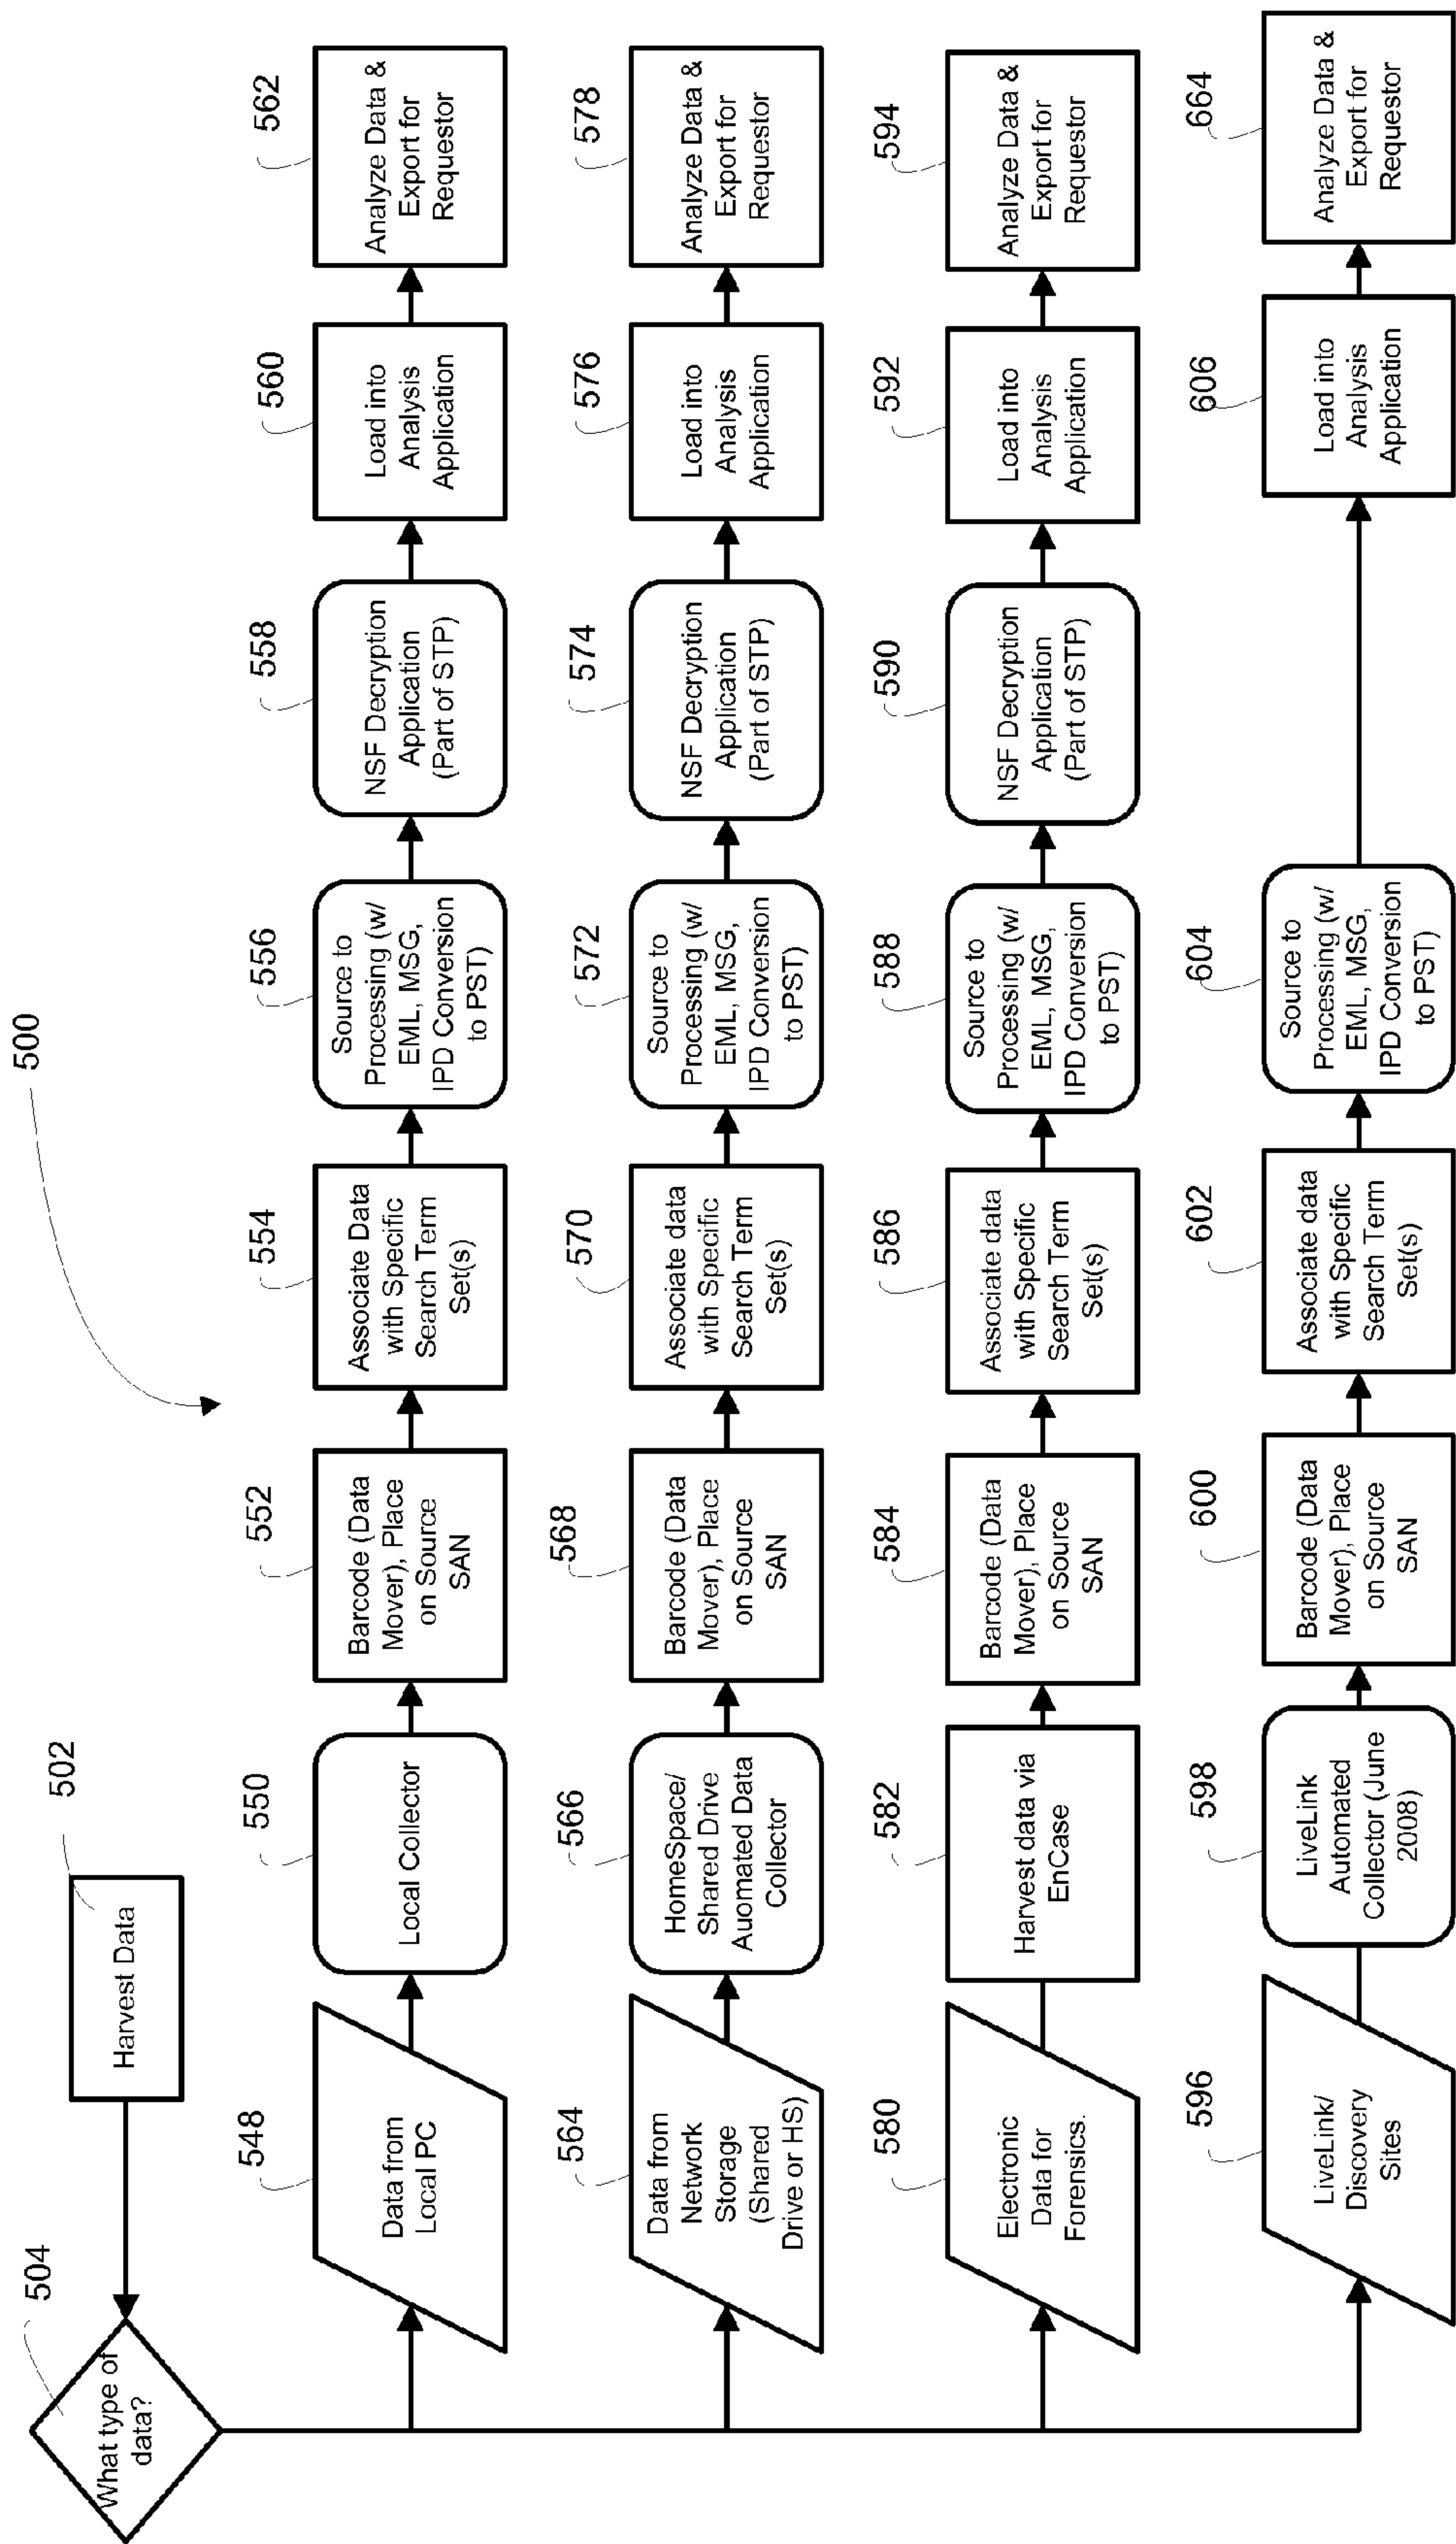 500
502
Harvest Data
504
What type of
data?
548
Data from
Local PC
550
Local Collector
552
Barcode (Data
Mover), Place
on Source
SAN
554
Associate Data
with Specific
Search Term
Set(s)
556
Source to
Processing (w/
EML, MSG,
IPD Conversion
to PST)
558
NSF Decryption
Application
(Part of STP)
560
Load into
Analysis
Application
562
Analyze Data &
Export for
Requestor
564
Data from
Network
Storage
(Shared
Drive or HS)
566
HomeSpace/
Shared Drive
Auomated Data
Collector
568
Barcode (Data
Mover), Place
on Source
SAN
570
Associate data
with Specific
Search Term
Set(s)
572
Source to
Processing (w/
EML, MSG,
IPD Conversion
to PST)
574
NSF Decryption
Application
(Part of STP)
576
Load into
Analysis
Application
578
Analyze Data &
Export for
Requestor
580
Electronic
Data for
Forensics.
582
Harvest data via
EnCase
584
Barcode (Data
Mover), Place
on Source
SAN
586
Associate data
with Specific
Search Term
Set(s)
588
Source to
Processing (w/
EML, MSG,
IPD Conversion
to PST)
590
NSF Decryption
Application
(Part of STP)
592
Load into
Analysis
Application
594
Analyze Data &
Export for
Requestor
596
LiveLink/
Discovery
Sites
598
LiveLink
Automated
Collector (June
2008)
600
Barcode (Data
Mover), Place
on Source
SAN
602
Associate data
with Specific
Search Term
Set(s)
604
Source to
Processing (w/
EML, MSG,
IPD Conversion
to PST)
606
Load into
Analysis
Application
664
Analyze Data &
Export for
Requestor